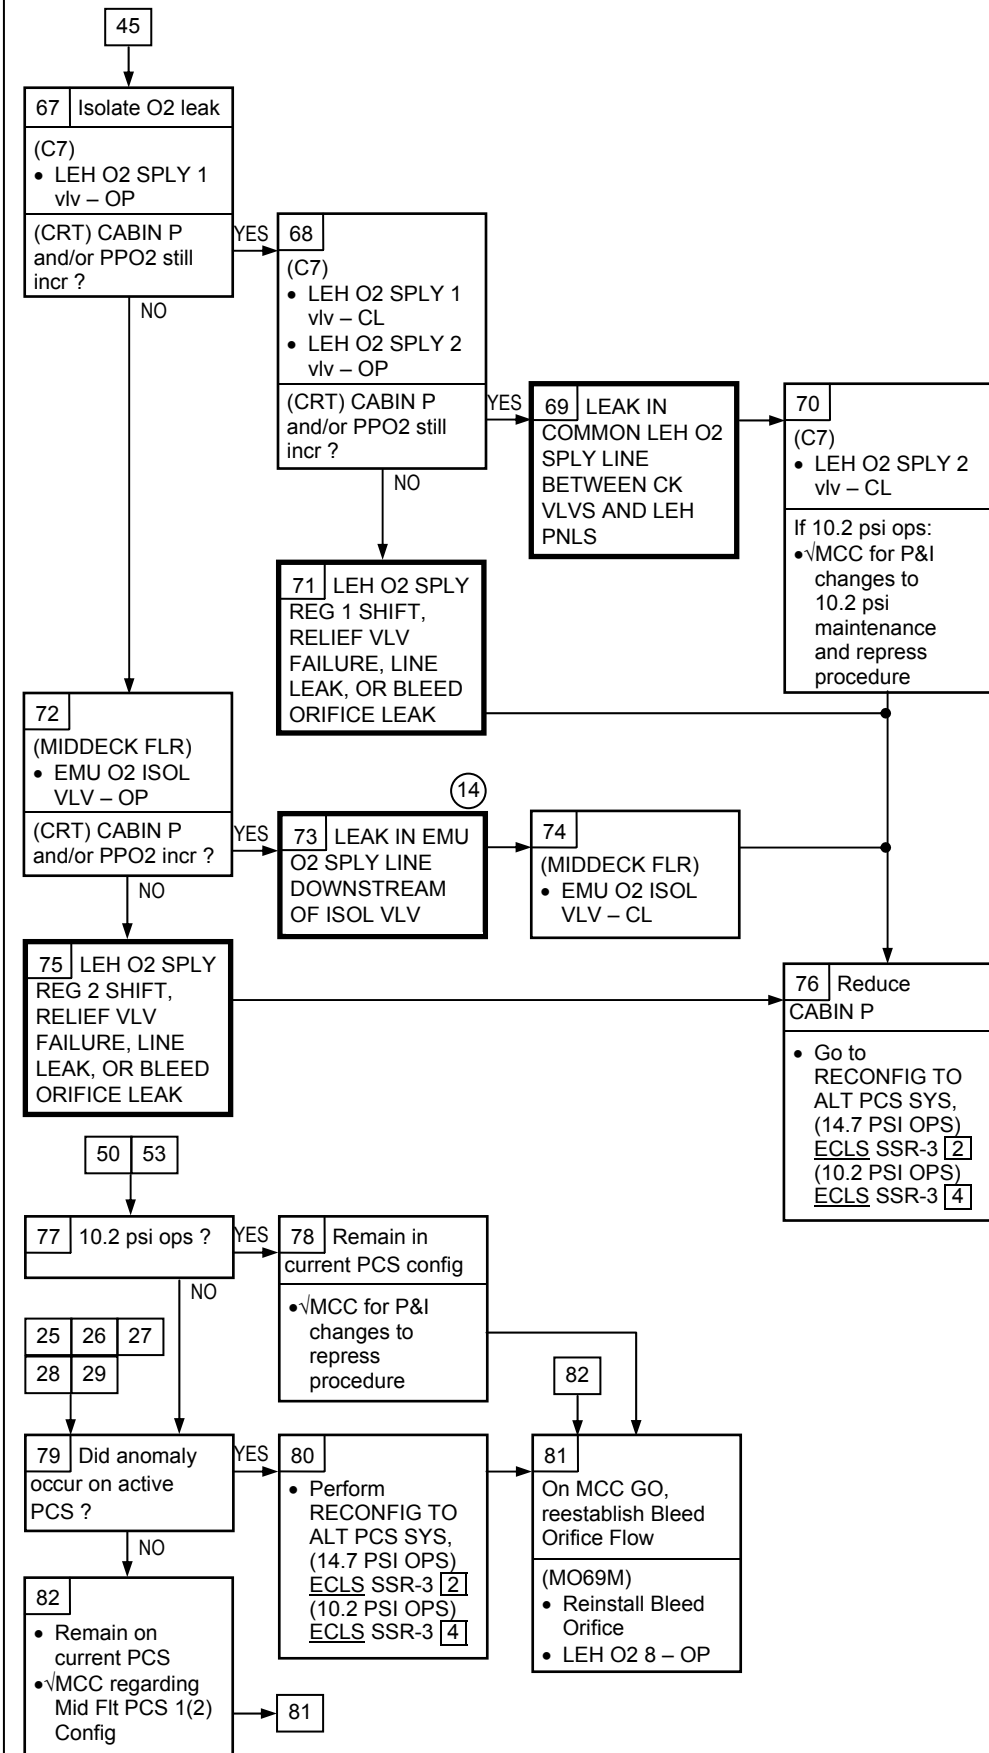 45
67 Isolate O2 leak
(C7)
• LEH O2 SPLY 1
vlv – OP
(CRT) CABIN P
and/or PPO2 still
incr ?
YES
NO
68
(C7)
• LEH O2 SPLY 1
vlv – CL
• LEH O2 SPLY 2
vlv – OP
(CRT) CABIN P
and/or PPO2 still
incr ?
YES
NO
69 LEAK IN
COMMON LEH O2
SPLY LINE
BETWEEN CK
VLVS AND LEH
PNLS
70
(C7)
• LEH O2 SPLY 2
vlv – CL
If 10.2 psi ops:
•√MCC for P&I
changes to
10.2 psi
maintenance
and repress
procedure
71 LEH O2 SPLY
REG 1 SHIFT,
RELIEF VLV
FAILURE, LINE
LEAK, OR BLEED
ORIFICE LEAK
72
(MIDDECK FLR)
• EMU O2 ISOL
VLV – OP
(CRT) CABIN P
and/or PPO2 incr ?
YES
NO
14
73 LEAK IN EMU
O2 SPLY LINE
DOWNSTREAM
OF ISOL VLV
74
(MIDDECK FLR)
• EMU O2 ISOL
VLV – CL
75 LEH O2 SPLY
REG 2 SHIFT,
RELIEF VLV
FAILURE, LINE
LEAK, OR BLEED
ORIFICE LEAK
76 Reduce
CABIN P
• Go to
RECONFIG TO
ALT PCS SYS,
(14.7 PSI OPS)
ECLS SSR-3 2
(10.2 PSI OPS)
ECLS SSR-3 4
50 53
77 10.2 psi ops ?
YES
NO
78 Remain in
current PCS config
•√MCC for P&I
changes to
repress
procedure
25 26 27
28 29
79 Did anomaly
occur on active
PCS ?
YES
NO
80
• Perform
RECONFIG TO
ALT PCS SYS,
(14.7 PSI OPS)
ECLS SSR-3 2
(10.2 PSI OPS)
ECLS SSR-3 4
82
81
On MCC GO,
reestablish Bleed
Orifice Flow
(MO69M)
• Reinstall Bleed
Orifice
• LEH O2 8 – OP
82
• Remain on
current PCS
•√MCC regarding
Mid Flt PCS 1(2)
Config
81